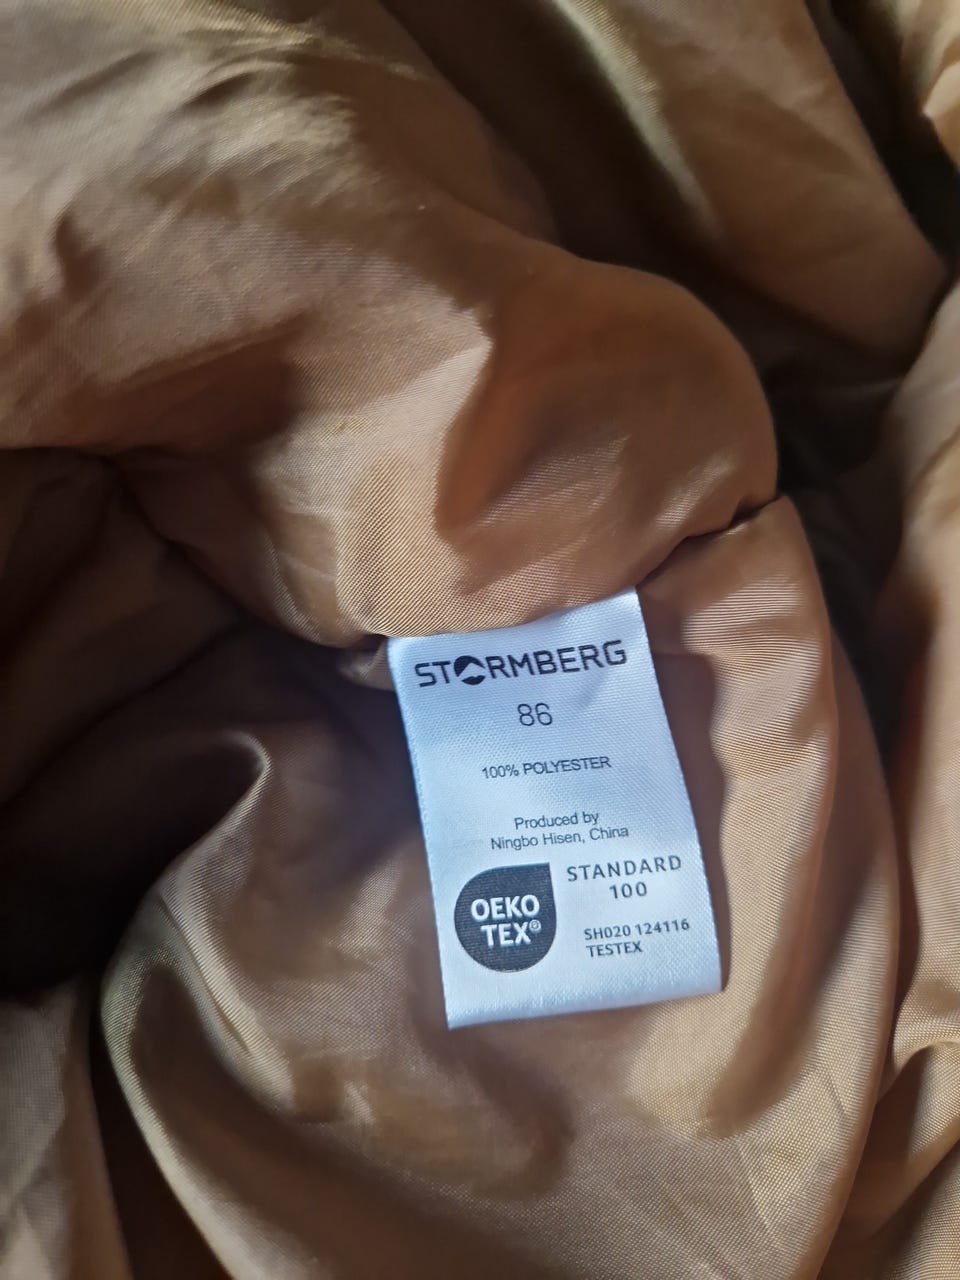 STORMBERG
86
100% POLYESTER
Produced by
Ningbo Hisen, China
OEKO
TEX®
STANDARD
100
SH020 124116
TESTEX